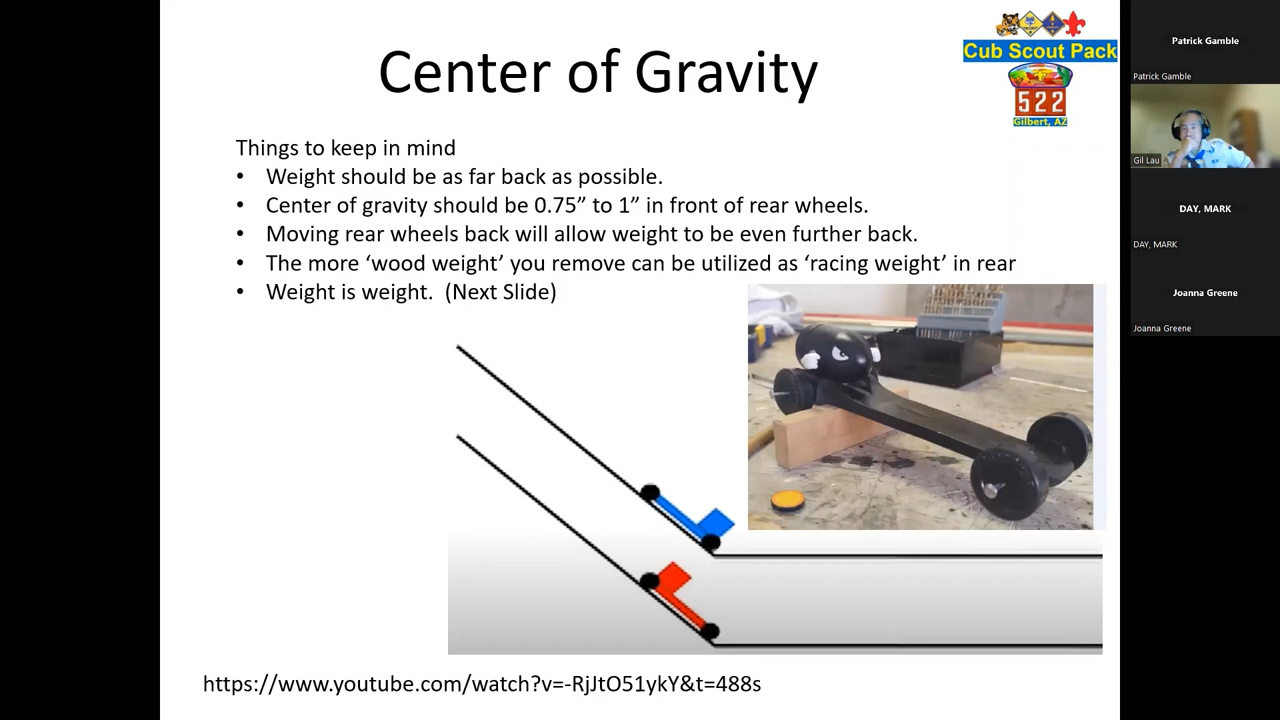 Center of Gravity
Cub Scout Pack
522
Gilbert, AZ
Things to keep in mind
• Weight should be as far back as possible.
• Center of gravity should be 0.75” to 1” in front of rear wheels.
• Moving rear wheels back will allow weight to be even further back.
• The more ‘wood weight’ you remove can be utilized as ‘racing weight’ in rear
• Weight is weight. (Next Slide)
https://www.youtube.com/watch?v=-RjJtO51ykY&t=488s
Patrick Gamble
Patrick Gamble
Gil Lau
DAY, MARK
DAY, MARK
Joanna Greene
Joanna Greene